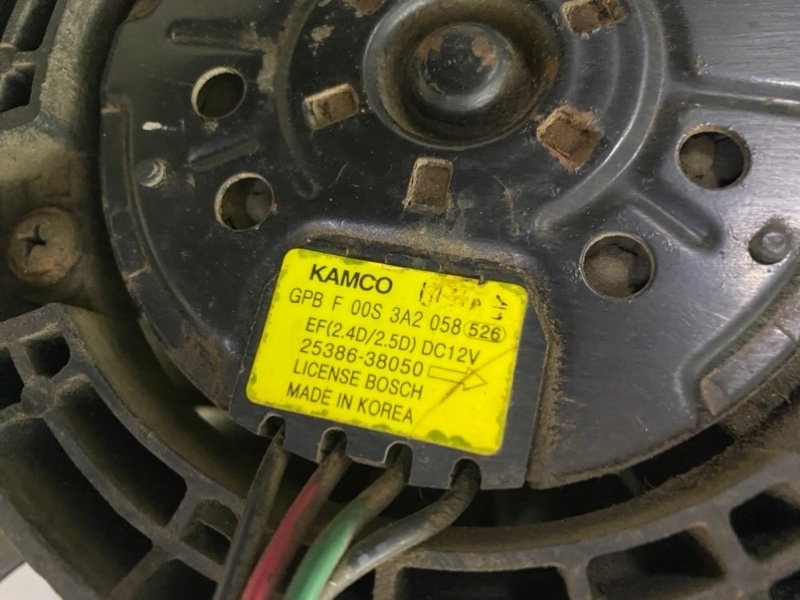 KAMCO
GPB F 00S 3A2 058 526
EF(2.4D/2.5D) DC12V
25386-38050
LICENSE BOSCH
MADE IN KOREA